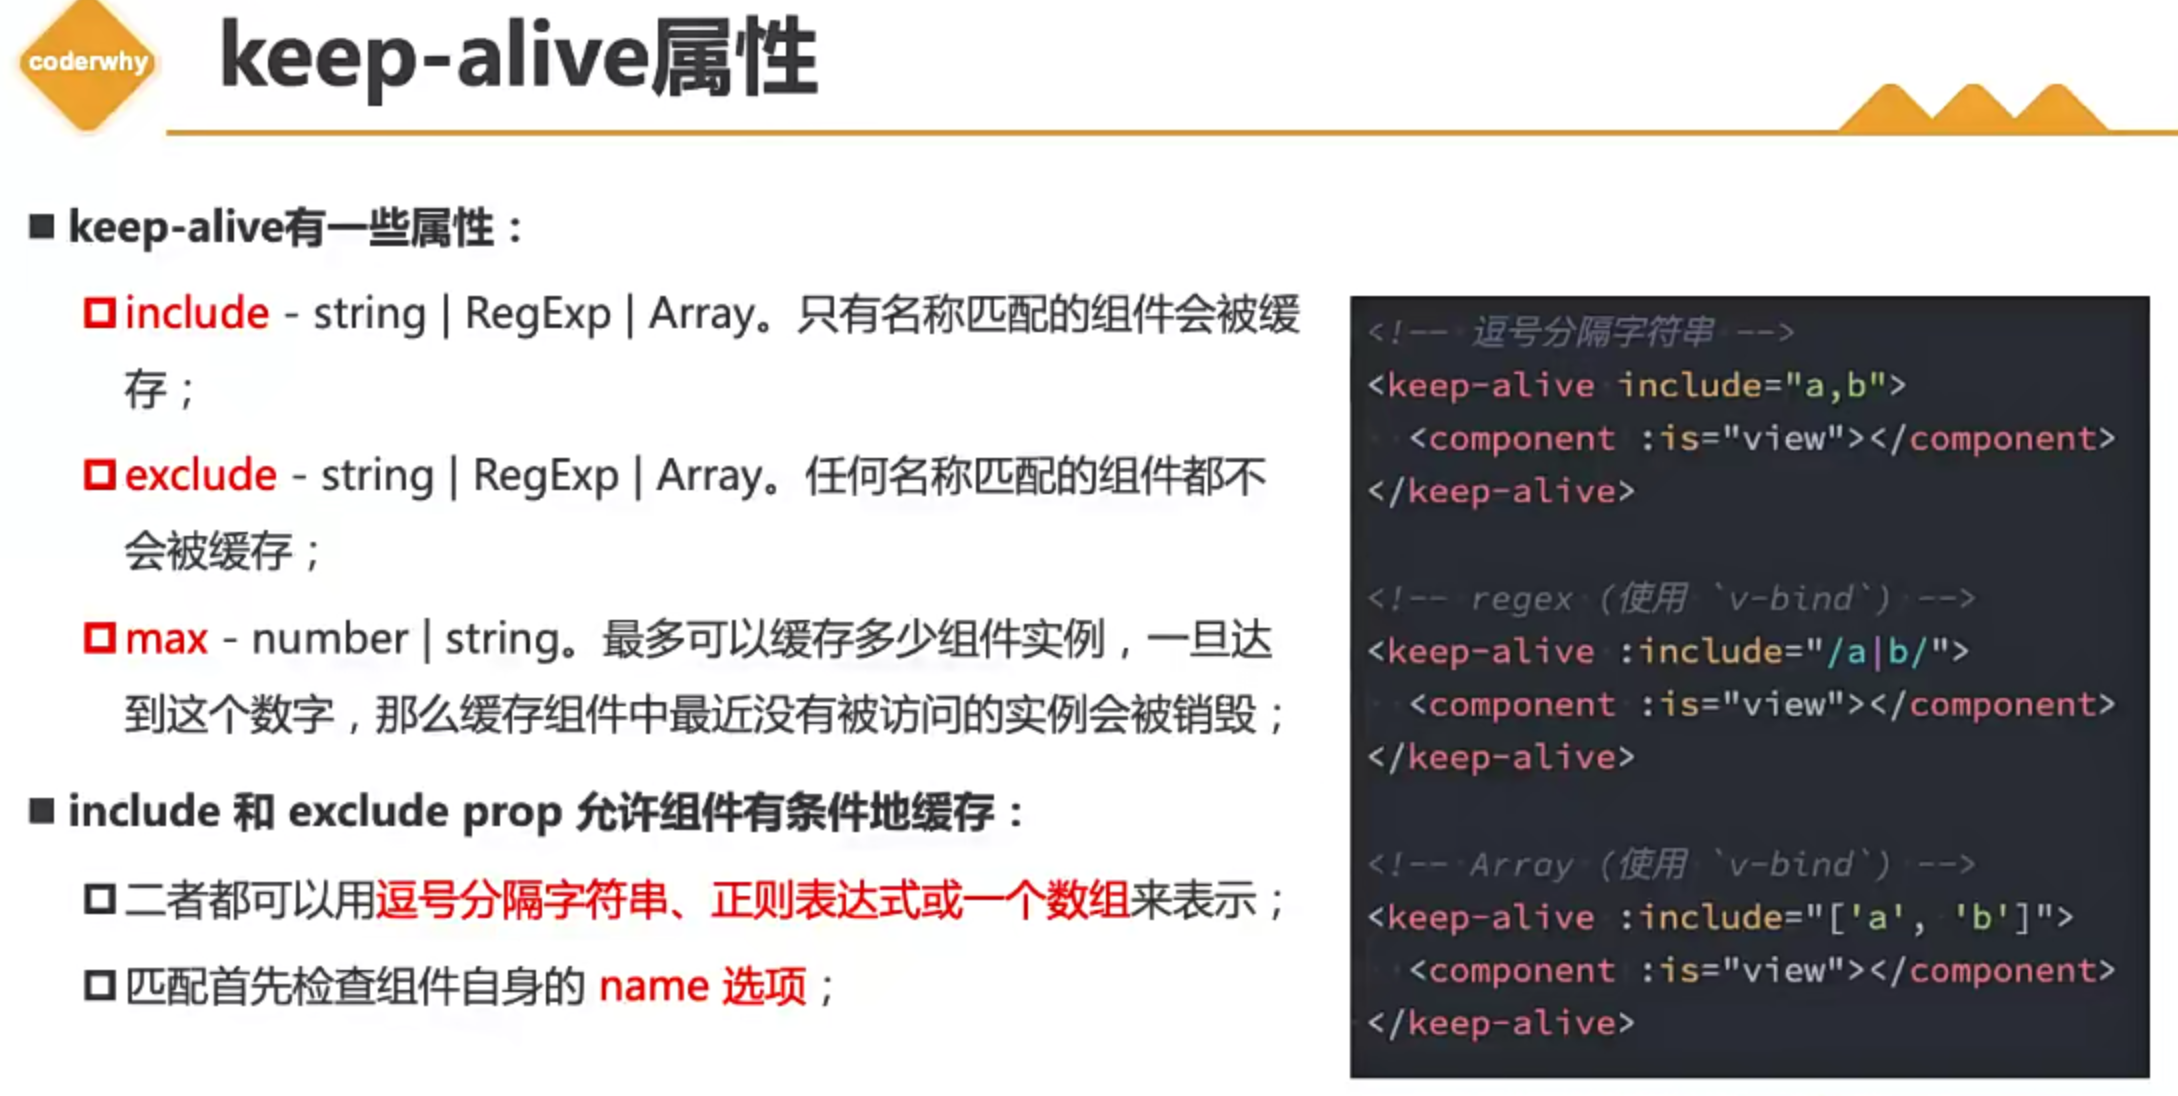 coderwhy
keep-alive属性
keep-alive有一些属性：
include - string | RegExp | Array。只有名称匹配的组件会被缓
存；
exclude - string | RegExp | Array。任何名称匹配的组件都不
会被缓存；
max - number | string。最多可以缓存多少组件实例，一旦达
到这个数字，那么缓存组件中最近没有被访问的实例会被销毁；
include 和 exclude prop 允许组件有条件地缓存：
二者都可以用逗号分隔字符串、正则表达式或一个数组来表示；
匹配首先检查组件自身的 name 选项；
<!-- 逗号分隔字符串 -->
<keep-alive include="a,b">
  <component :is="view"></component>
</keep-alive>
<!-- regex (使用 `v-bind`) -->
<keep-alive :include="/a|b/">
  <component :is="view"></component>
</keep-alive>
<!-- Array (使用 `v-bind`) -->
<keep-alive :include="['a', 'b']">
  <component :is="view"></component>
</keep-alive>